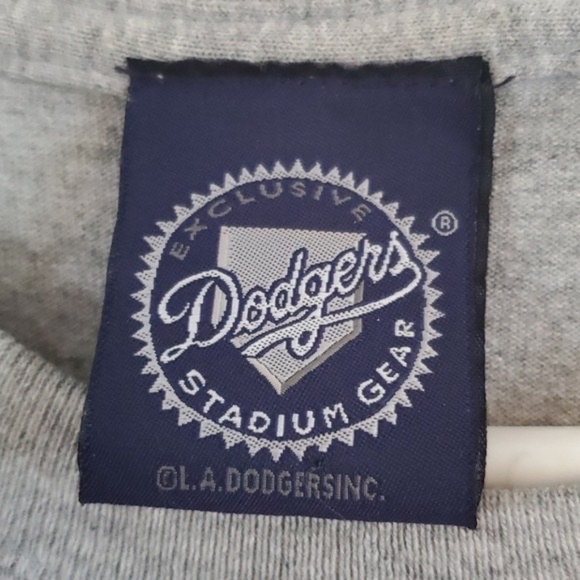 EXCLUSIVE
®
Dodgers
STADIUM GEAR
©L.A.DODGERSINC.